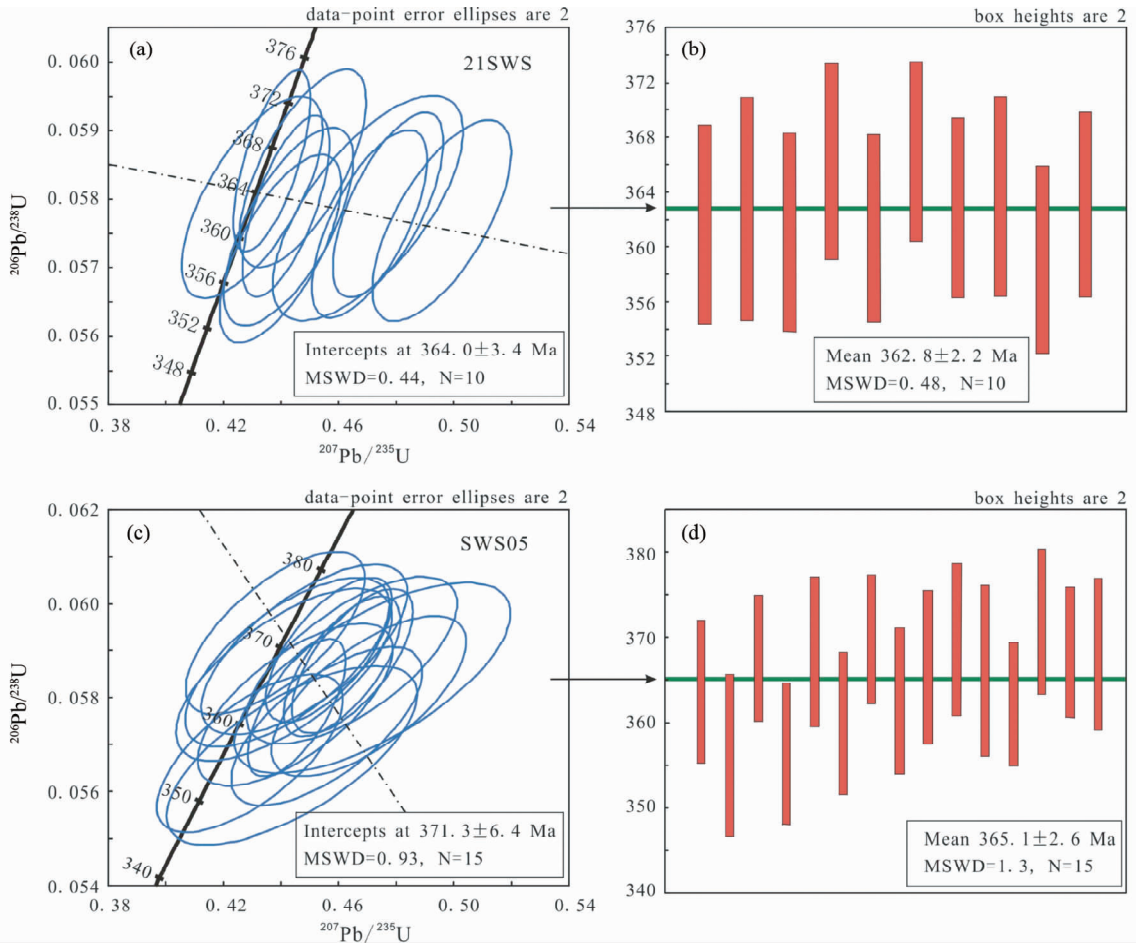 data-point error ellipses are 2
(a)
21SWS
0. 060
0. 059
0. 058
0. 057
0. 056
0. 055
376
372
368
364
360
356
352
348
Intercepts at 364. 0±3. 4 Ma
MSWD=0. 44, N=10
0. 38
0. 42
0. 46
0. 50
0. 54
206Pb/238U
207Pb/235U
box heights are 2
(b)
376
372
368
364
360
356
352
348
Mean 362. 8±2. 2 Ma
MSWD=0. 48, N=10
data-point error ellipses are 2
(c)
SWS05
0. 062
0. 060
0. 058
0. 056
0. 054
380
370
360
350
340
Intercepts at 371. 3±6. 4 Ma
MSWD=0. 93, N=15
0. 38
0. 42
0. 46
0. 50
0. 54
206Pb/238U
207Pb/235U
box heights are 2
(d)
380
370
360
350
340
Mean 365. 1±2. 6 Ma
MSWD=1. 3, N=15